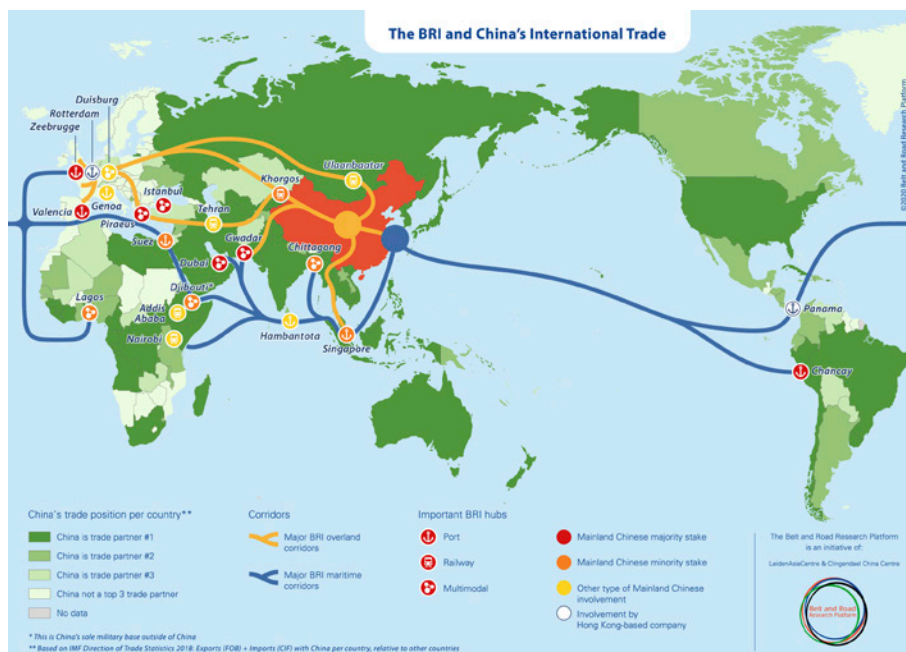 The BRI and China's International Trade
©2020 Belt and Road Research Platform
Duisburg
Rotterdam
Zeebrugge
Ulaanbaatar
Khorgos
Istanbul
Genoa
Tehran
Valencia
Piraeus
Gwadar
Suez
Chittagong
Dubai
Djibouti*
Lagos
Addis
Ababa
Panama
Nairobi
Hambantota
Singapore
Chancay
China's trade position per country**
China is trade partner #1
China is trade partner #2
China is trade partner #3
China not a top 3 trade partner
No data
Corridors
Major BRI overland
corridors
Major BRI maritime
corridors
Important BRI hubs
Port
Railway
Multimodal
Mainland Chinese majority stake
Mainland Chinese minority stake
Other type of Mainland Chinese
involvement
Involvement by
Hong Kong-based company
The Belt and Road Research Platform
is an initiative of:
LeidenAsiaCentre & Clingendael China Centre
Belt and Road
Research Platform
* This is China's sole military base outside of China
** Based on IMF Direction of Trade Statistics 2018: Exports (FOB) + Imports (CIF) with China per country, relative to other countries